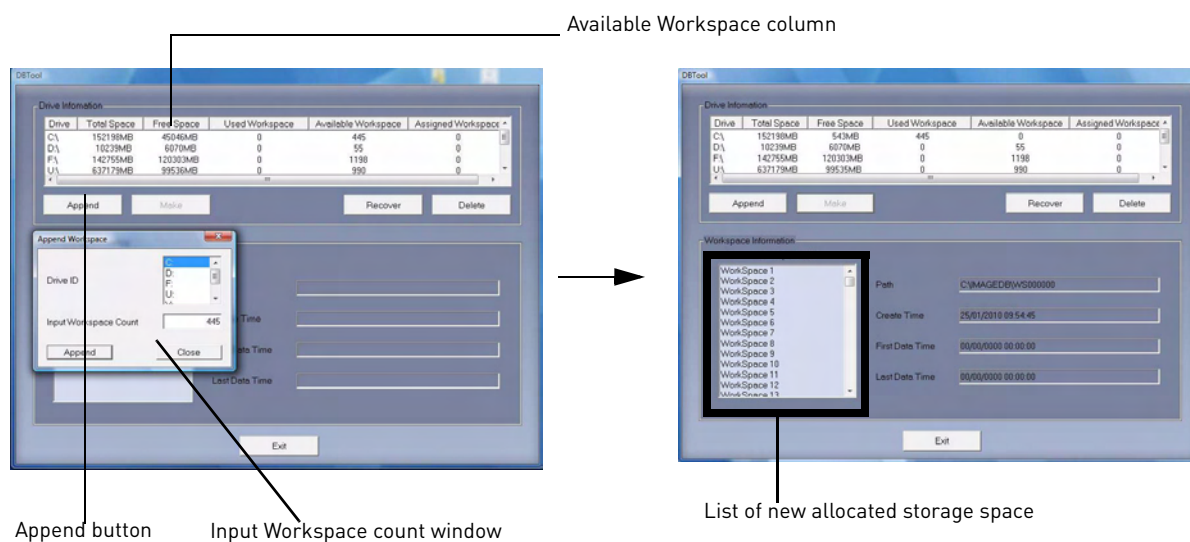 Available Workspace column
DBTool
Drive Infomation
Drive Total Space Free Space Used Workspace Available Workspace Assigned Workspace
C:\ 152198MB 45046MB 0 445 0
D:\ 10239MB 6070MB 0 55 0
F:\ 142755MB 120303MB 0 1198 0
U:\ 637179MB 99536MB 0 990 0
Append Make Recover Delete
Append Workspace
Drive ID
C:
D:
F:
U:
Input Workspace Count 445
Append Close
Time
Data Time
Last Data Time
Exit
Append button
Input Workspace count window
DBTool
Drive Infomation
Drive Total Space Free Space Used Workspace Available Workspace Assigned Workspace
C:\ 152198MB 543MB 445 0 0
D:\ 10239MB 6070MB 0 55 0
F:\ 142755MB 120303MB 0 1198 0
U:\ 637179MB 99535MB 0 990 0
Append Make Recover Delete
Workspace Information
WorkSpace 1
WorkSpace 2
WorkSpace 3
WorkSpace 4
WorkSpace 5
WorkSpace 6
WorkSpace 7
WorkSpace 8
WorkSpace 9
WorkSpace 10
WorkSpace 11
WorkSpace 12
WorkSpace 13
Path C:\IMAGEDB\WS000000
Create Time 25/01/2010 09:54:45
First Data Time 00/00/0000 00:00:00
Last Data Time 00/00/0000 00:00:00
Exit
List of new allocated storage space